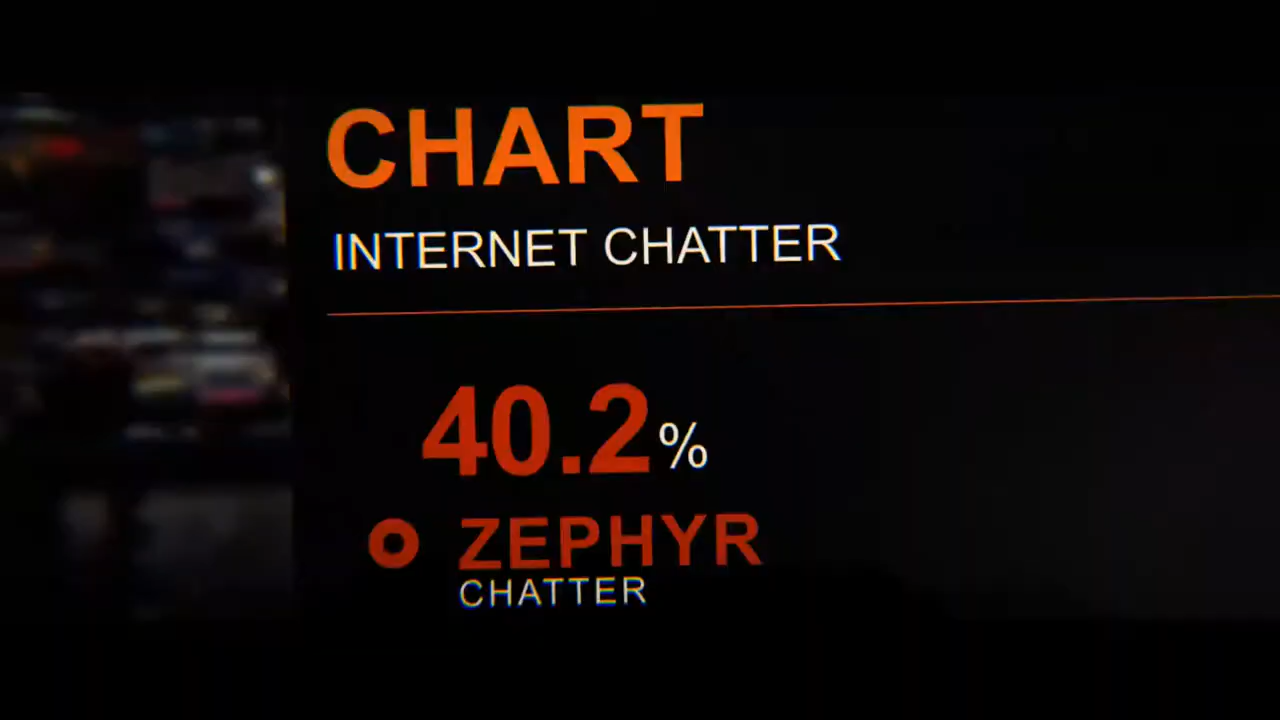 CHART
INTERNET CHATTER
40.2%
ZEPHYR
CHATTER